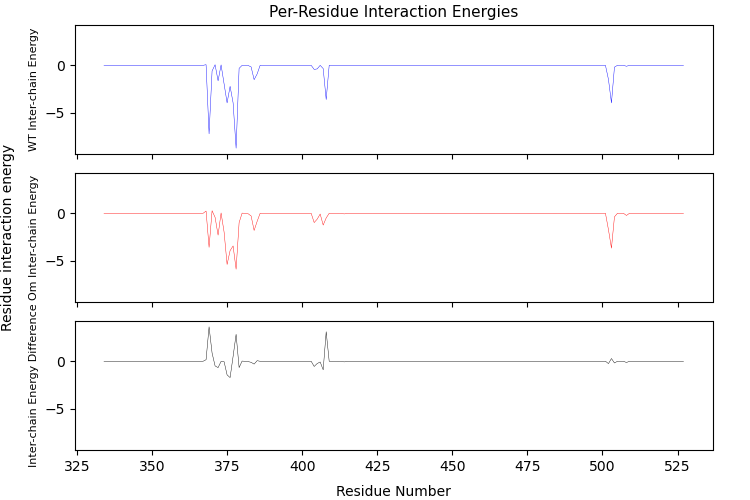 Per-Residue Interaction Energies
Residue interaction energy
WT Inter-chain Energy
0
−5
Om Inter-chain Energy
0
−5
Inter-chain Energy Difference
0
−5
325 350 375 400 425 450 475 500 525
Residue Number